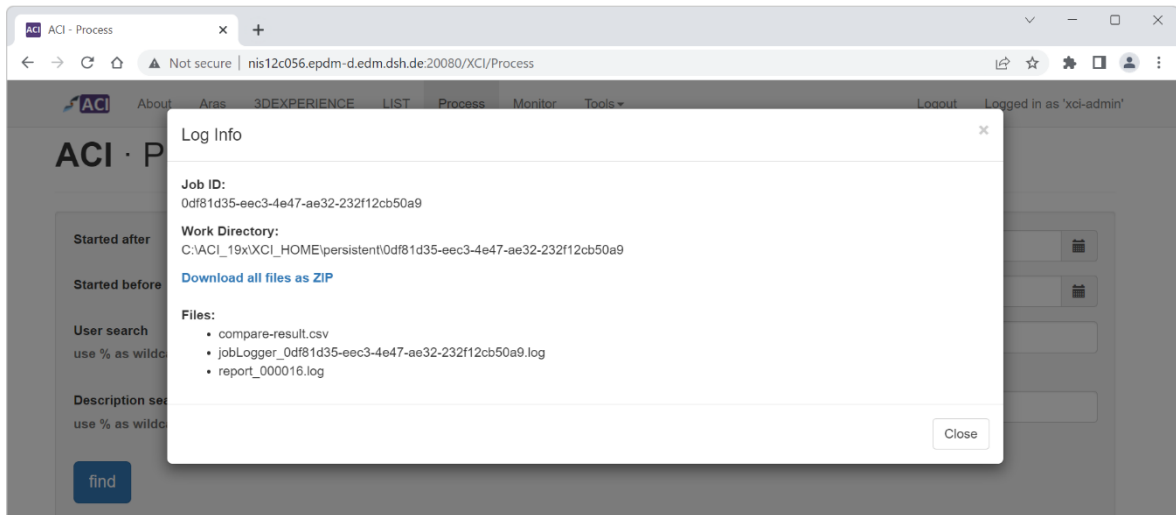 ACI ACI - Process
Not secure | nis12c056.epdm-d.edm.dsh.de:20080/XCI/Process
ACI About Aras 3DEXPERIENCE LIST Process Monitor Tools Logout Logged in as 'xci-admin'
ACI · P
Log Info ×
Job ID:
0df81d35-eec3-4e47-ae32-232f12cb50a9
Work Directory:
C:\ACI_19x\XCI_HOME\persistent\0df81d35-eec3-4e47-ae32-232f12cb50a9
Download all files as ZIP
Files:
• compare-result.csv
• jobLogger_0df81d35-eec3-4e47-ae32-232f12cb50a9.log
• report_000016.log
Close
Started after
Started before
User search
use % as wildc
Description sea
use % as wildc
find